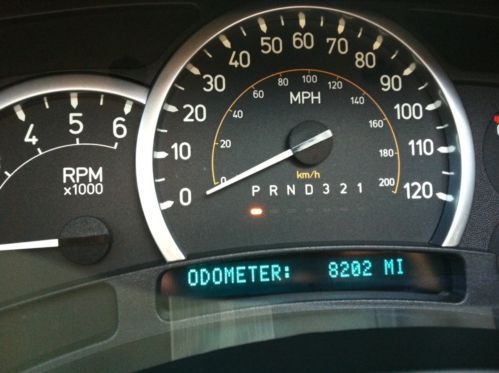 4 5 6
RPM
x1000
0 10 20 30 40 50 60 70 80 90 100 110 120
MPH
0 20 40 60 80 100 120 140 160 180 200
km/h
P R N D 3 2 1
ODOMETER: 8202 MI